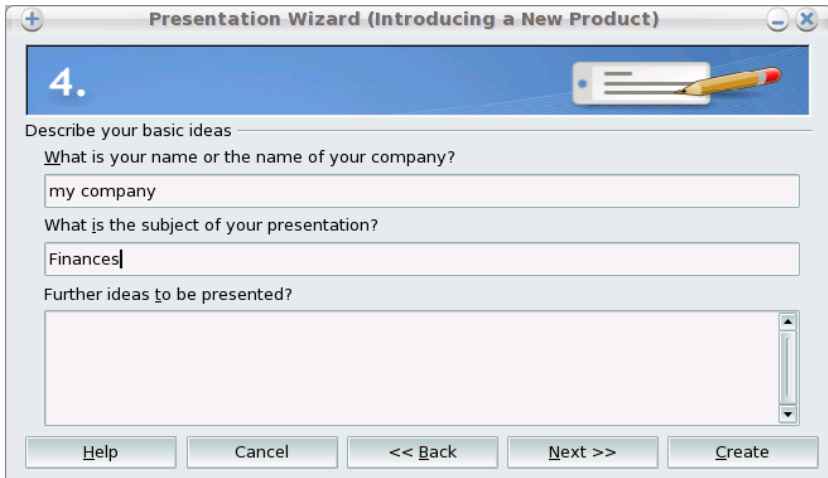 Presentation Wizard (Introducing a New Product)
4.
Describe your basic ideas
What is your name or the name of your company?
my company
What is the subject of your presentation?
Finances
Further ideas to be presented?
Help Cancel << Back Next >> Create